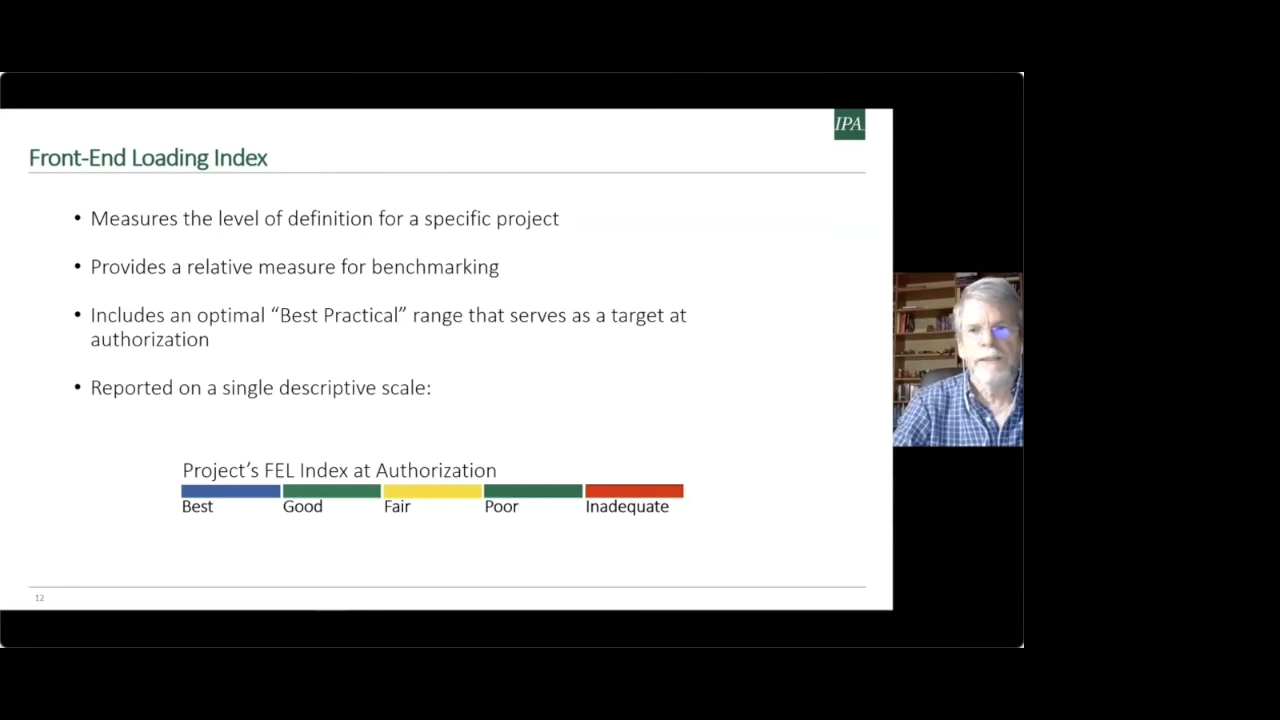 IPA
Front-End Loading Index
• Measures the level of definition for a specific project
• Provides a relative measure for benchmarking
• Includes an optimal “Best Practical” range that serves as a target at
authorization
• Reported on a single descriptive scale:
Project’s FEL Index at Authorization
Best Good Fair Poor Inadequate
12